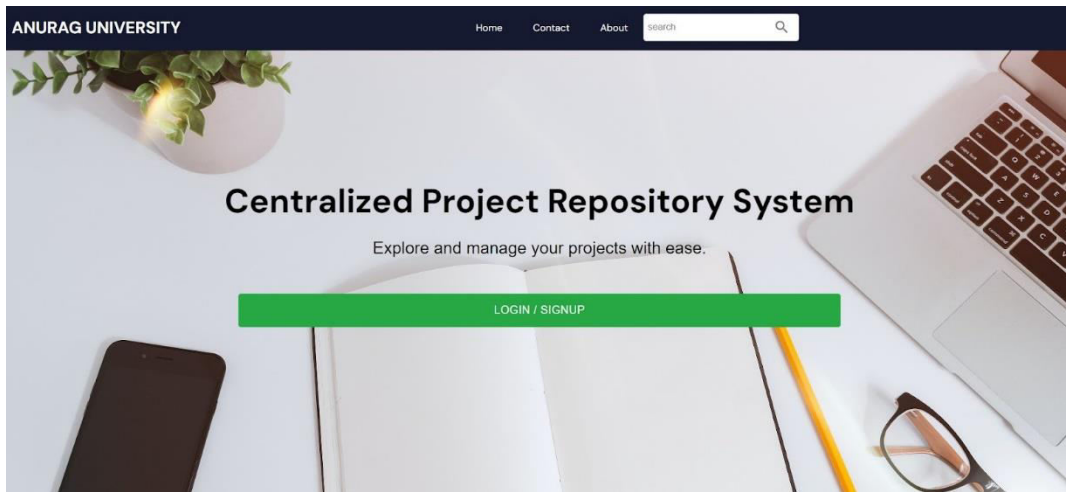 ANURAG UNIVERSITY
Home Contact About search
Centralized Project Repository System
Explore and manage your projects with ease.
LOGIN / SIGNUP